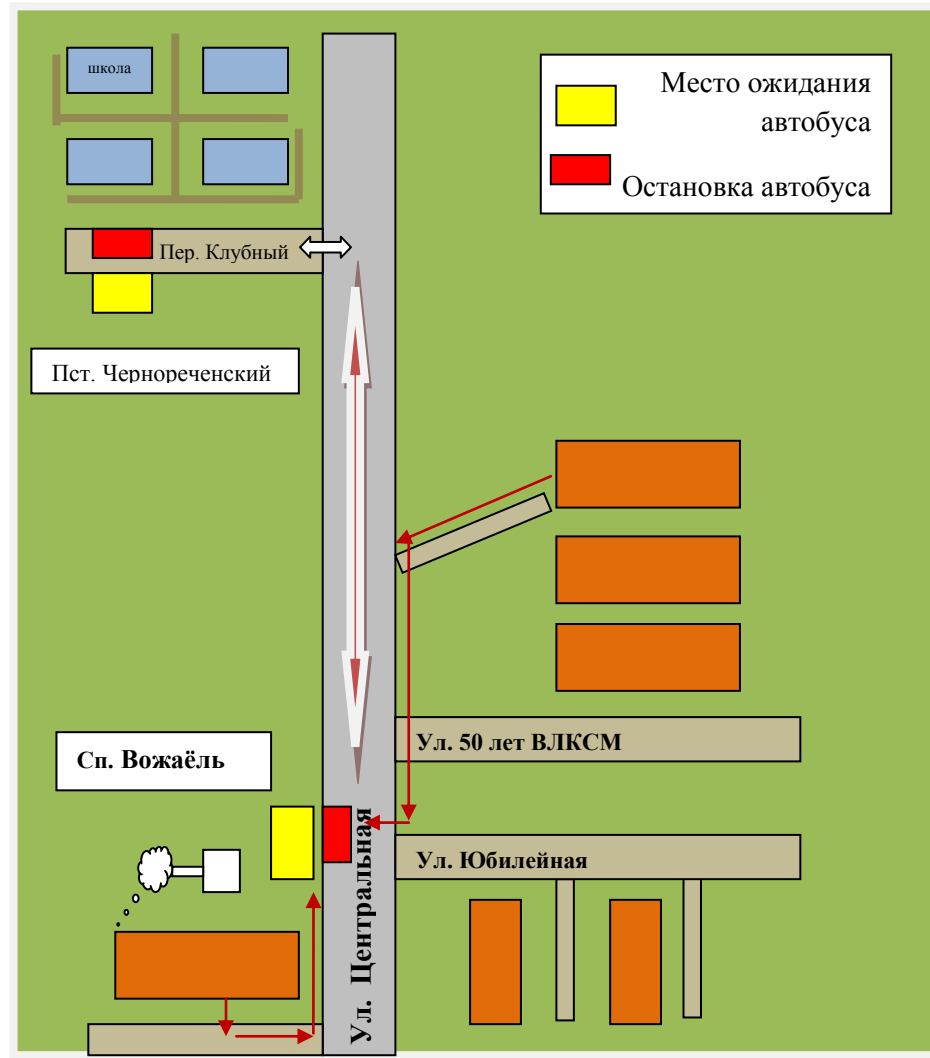 школа
Место ожидания
автобуса
Остановка автобуса
Пер. Клубный
Пст. Чернореченский
Ул. 50 лет ВЛКСМ
Сп. Вожаёль
Ул. Центральная
Ул. Юбилейная